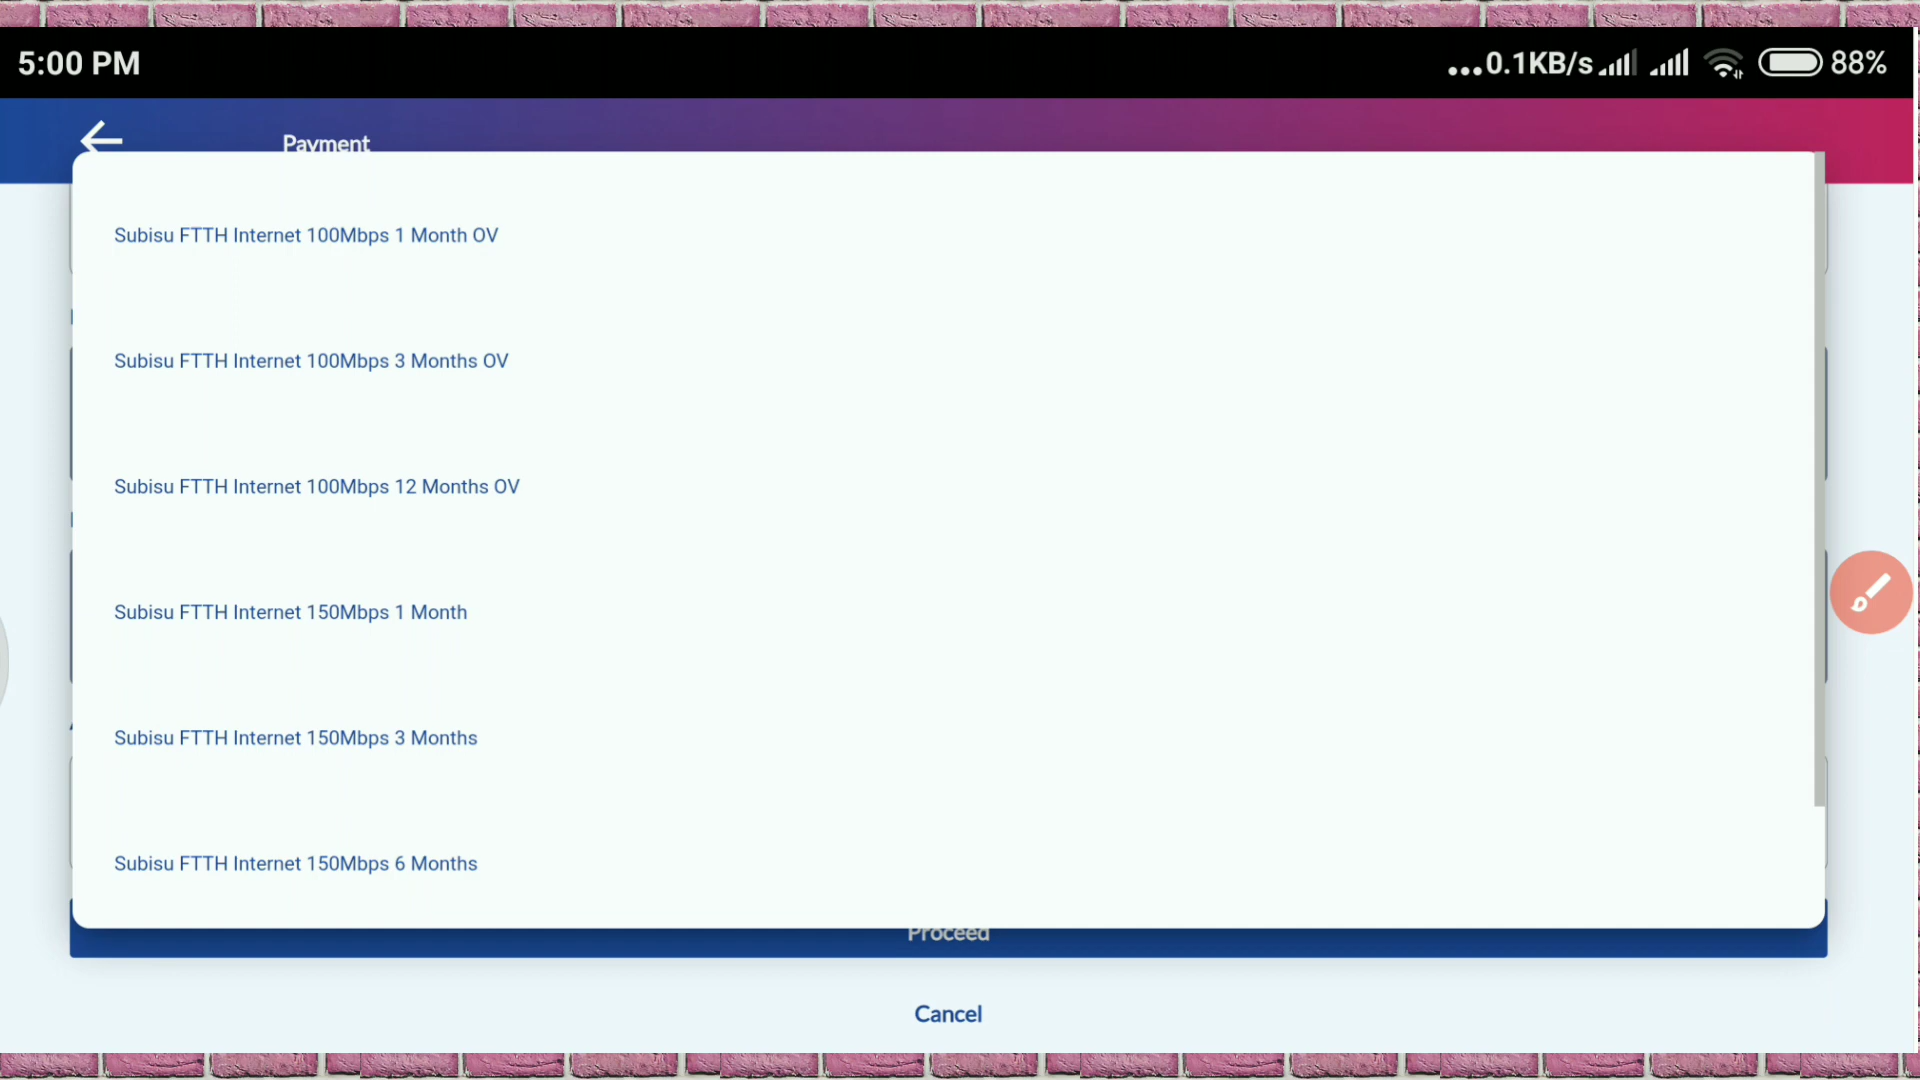 5:00 PM
...0.1KB/s 88%
Payment
Subisu FTTH Internet 100Mbps 1 Month OV
Subisu FTTH Internet 100Mbps 3 Months OV
Subisu FTTH Internet 100Mbps 12 Months OV
Subisu FTTH Internet 150Mbps 1 Month
Subisu FTTH Internet 150Mbps 3 Months
Subisu FTTH Internet 150Mbps 6 Months
Proceed
Cancel